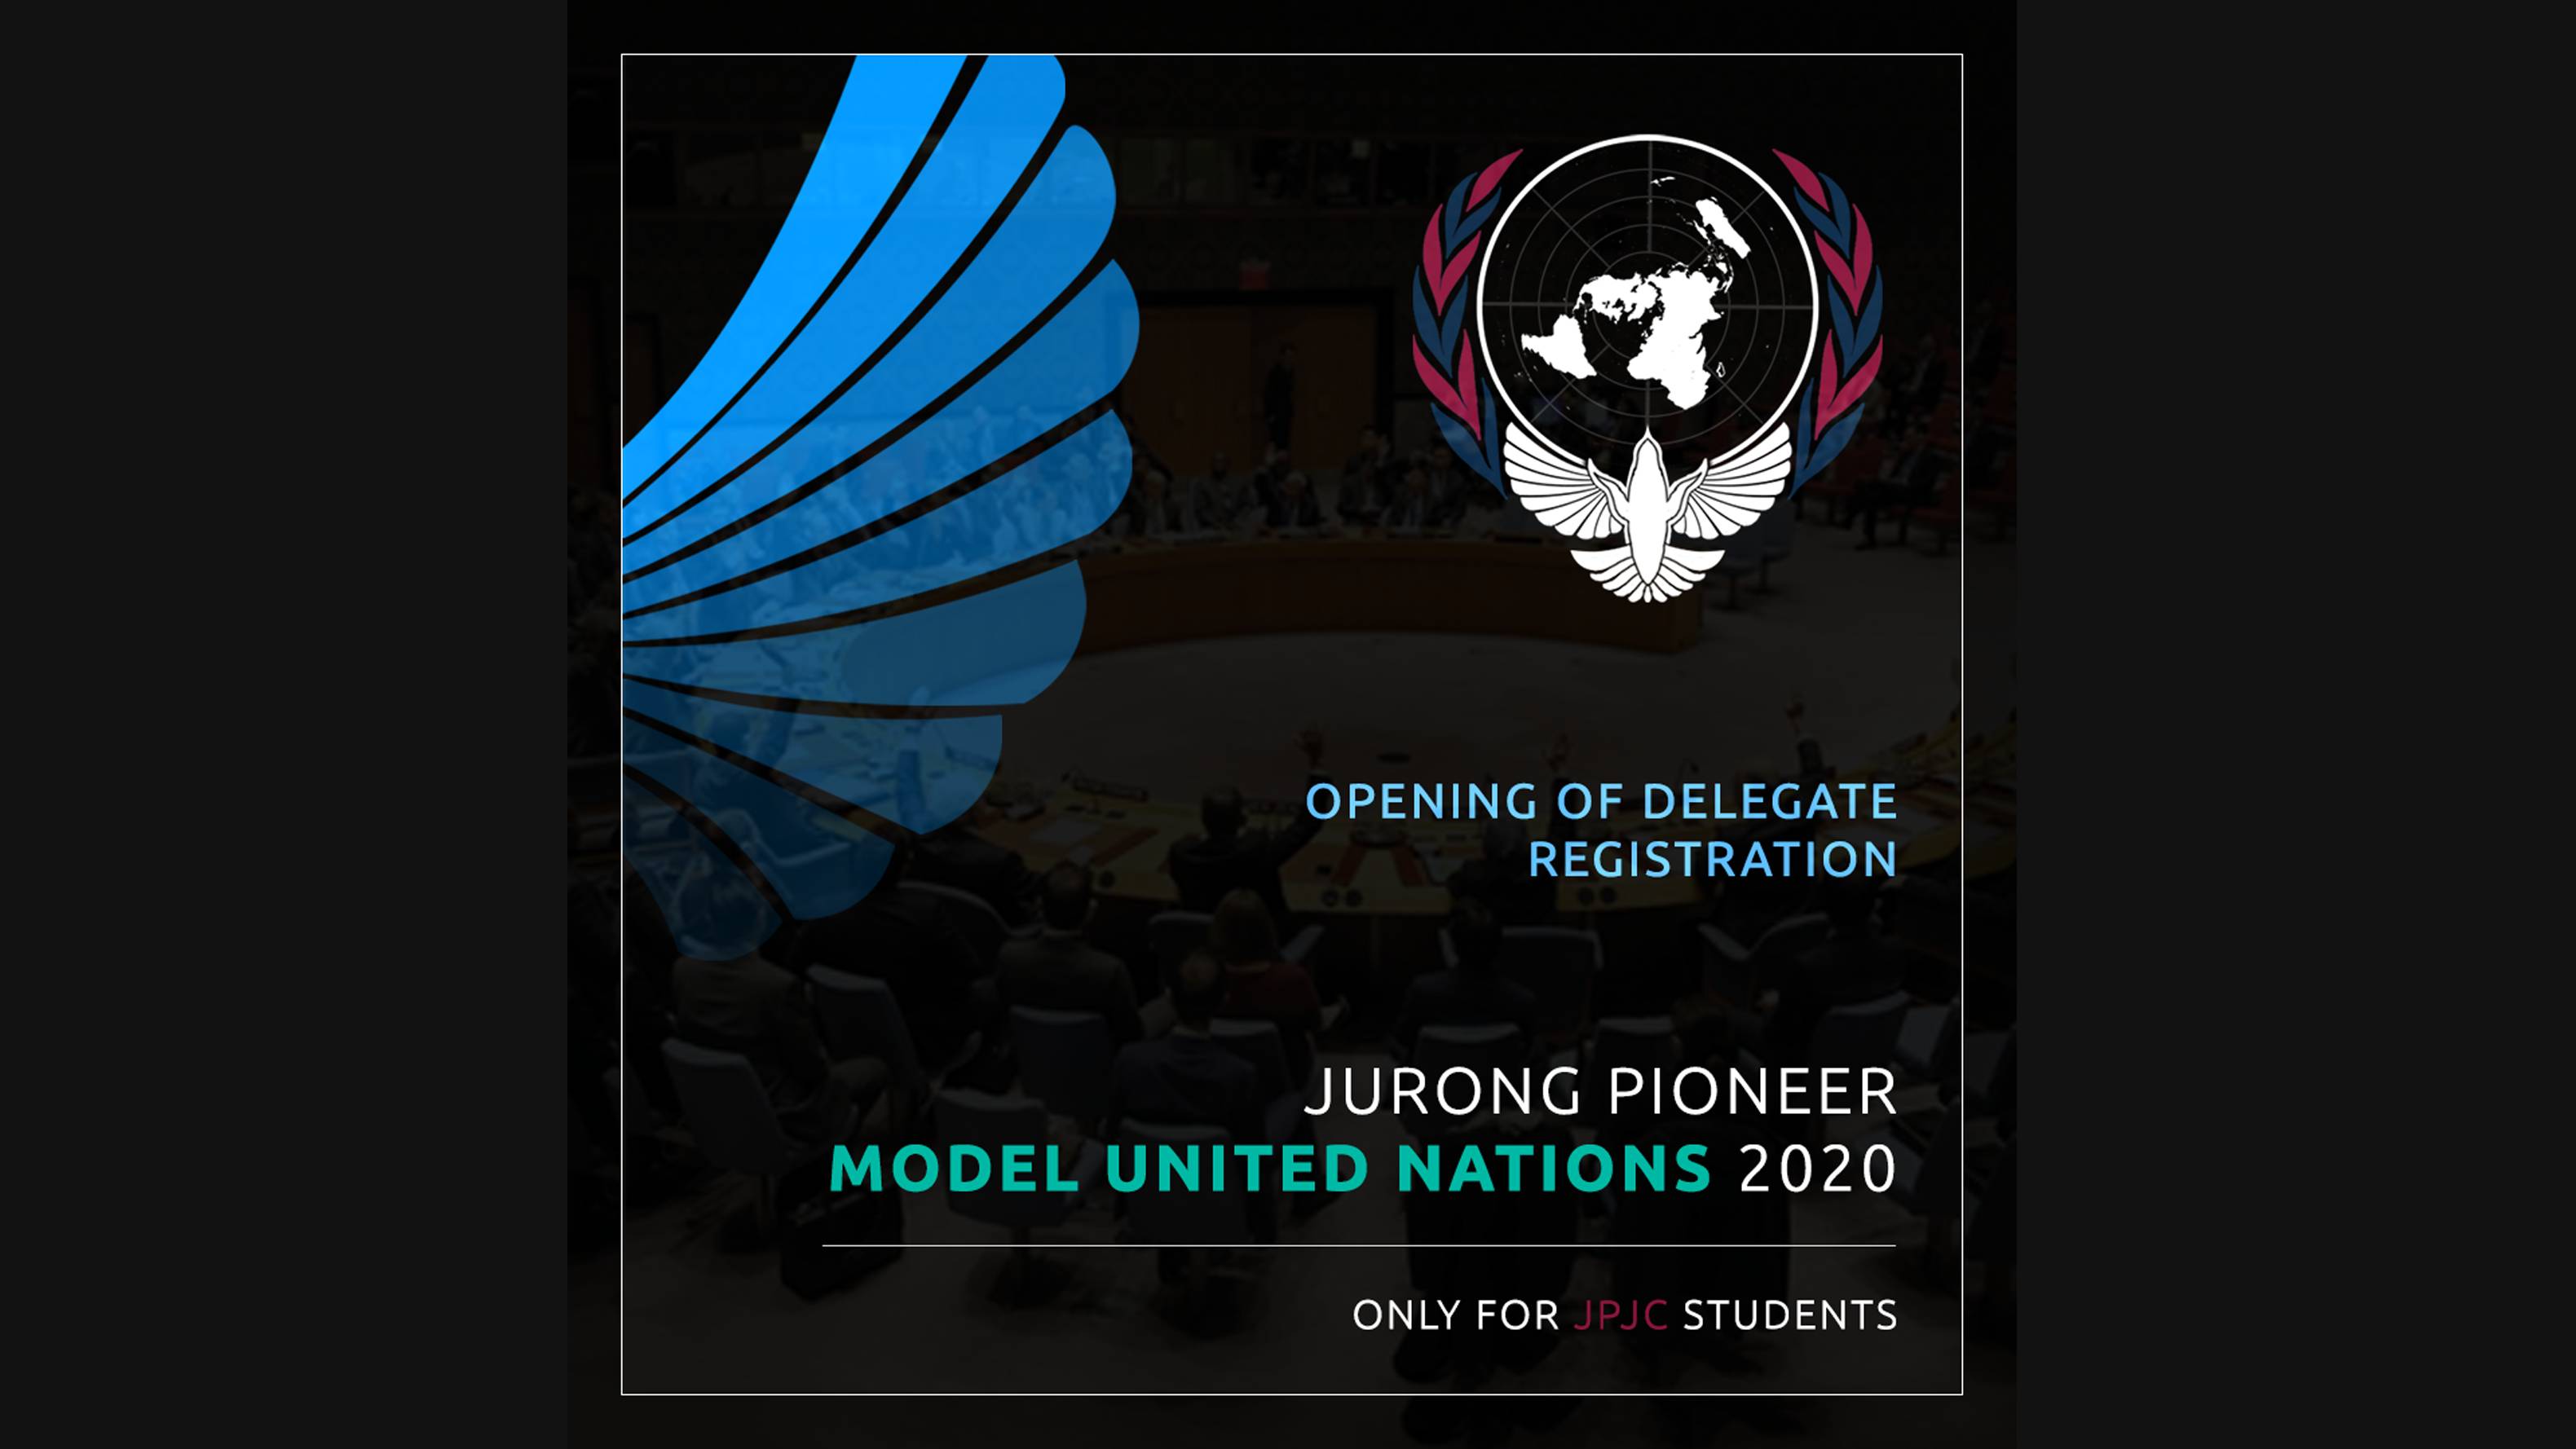 OPENING OF DELEGATE
REGISTRATION
JURONG PIONEER
MODEL UNITED NATIONS 2020
ONLY FOR JPJC STUDENTS